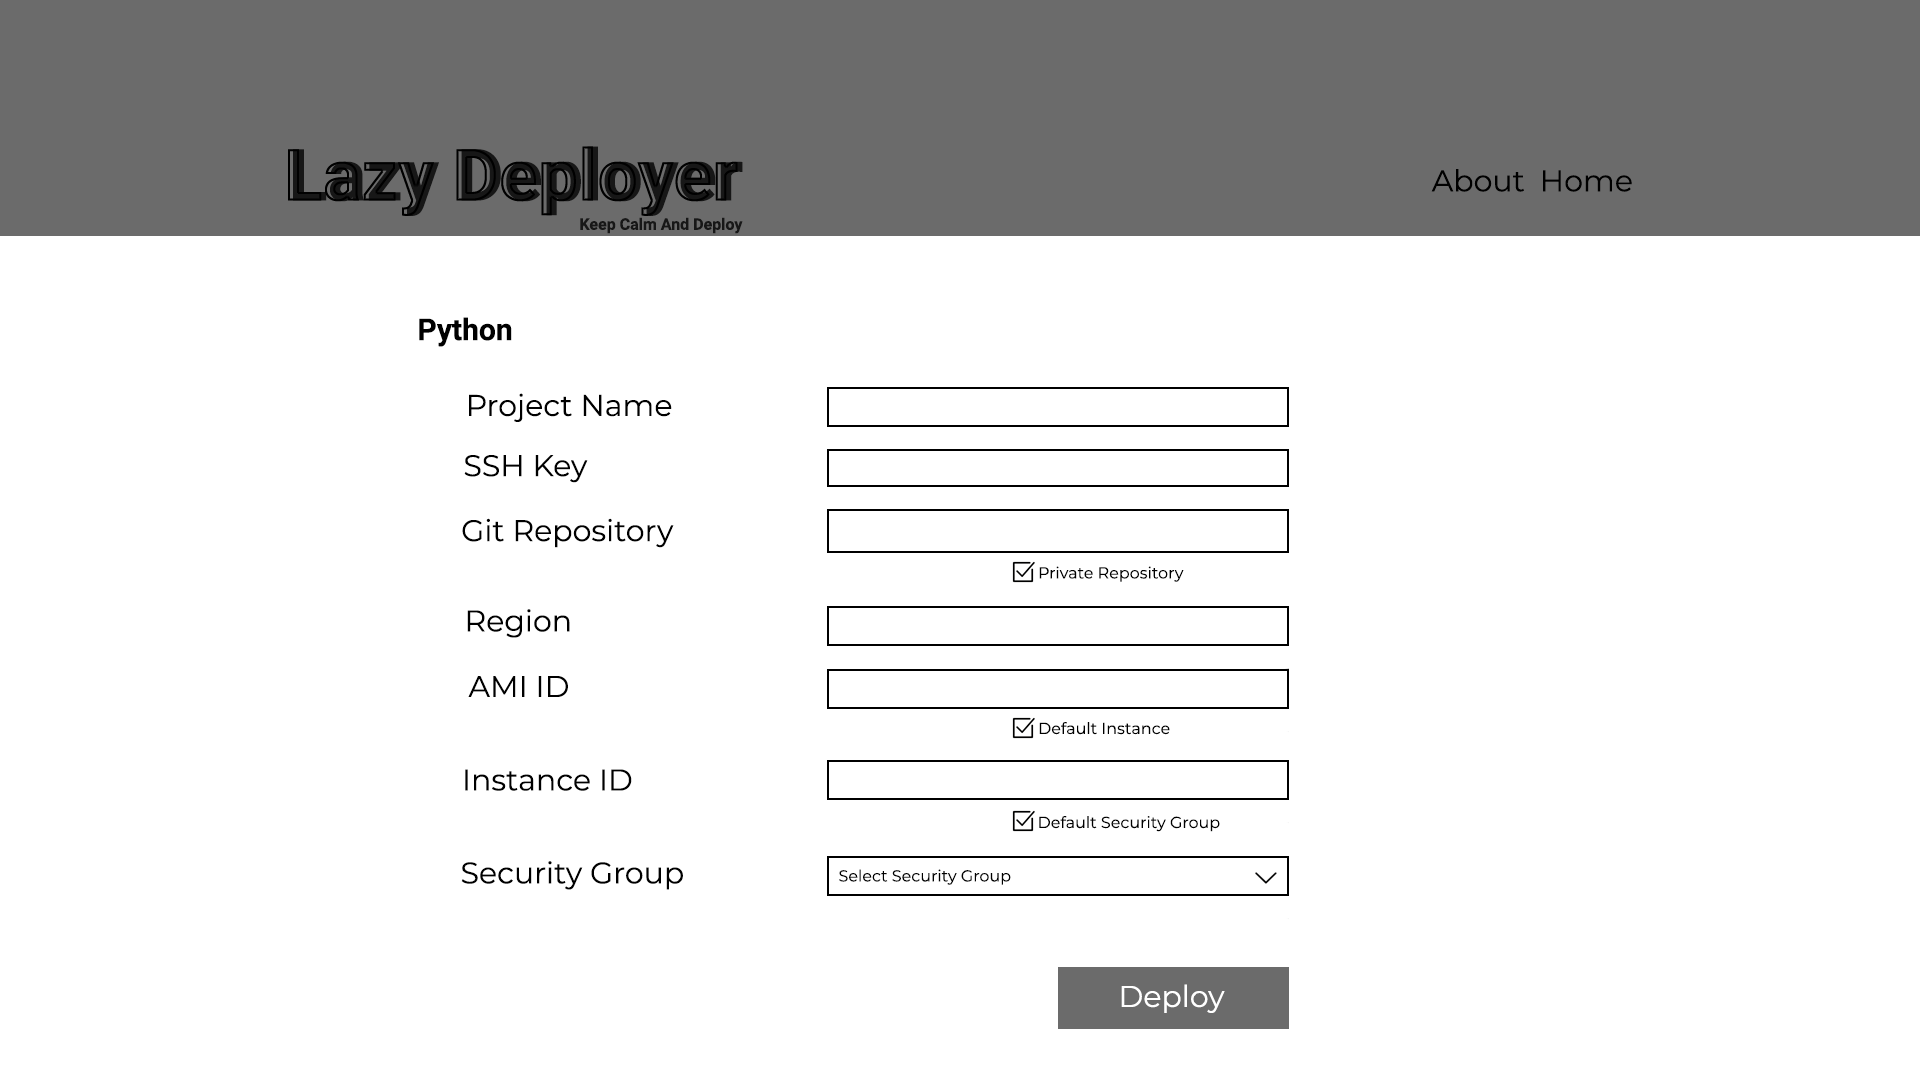 Lazy Deployer
Keep Calm And Deploy
About Home
Python
Project Name
SSH Key
Git Repository
Private Repository
Region
AMI ID
Default Instance
Instance ID
Default Security Group
Security Group
Select Security Group
Deploy